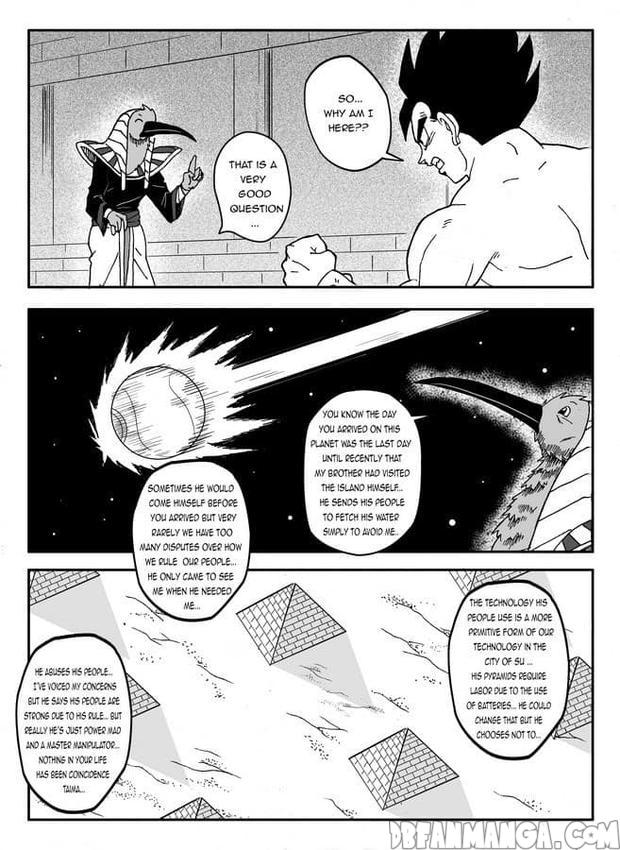 SO...
WHY AM I
HERE??
THAT IS A
VERY
GOOD
QUESTION
...
YOU KNOW THE DAY
YOU ARRIVED ON THIS
PLANET WAS THE LAST DAY
UNTIL RECENTLY THAT
MY BROTHER HAD VISITED
THE ISLAND HIMSELF...
HE SENDS HIS PEOPLE
TO FETCH HIS WATER
SIMPLY TO AVOID ME..
SOMETIMES HE WOULD
COME HIMSELF BEFORE
YOU ARRIVED BUT VERY
RARELY WE HAVE TOO
MANY DISPUTES OVER HOW
WE RULE OUR PEOPLE...
HE ONLY CAME TO SEE
ME WHEN HE NEEDED
ME...
THE TECHNOLOGY HIS
PEOPLE USE IS A MORE
PRIMITIVE FORM OF OUR
TECHNOLOGY IN THE
CITY OF SU ...
HIS PYRAMIDS REQUIRE
LABOR DUE TO THE USE
OF BATTERIES... HE COULD
CHANGE THAT BUT HE
CHOOSES NOT TO...
HE ABUSES HIS PEOPLE...
I'VE VOICED MY CONCERNS
BUT HE SAYS HIS PEOPLE ARE
STRONG DUE TO HIS RULE... BUT
REALLY HE'S JUST POWER MAD
AND A MASTER MANIPULATOR...
NOTHING IN YOUR LIFE
HAS BEEN COINCIDENCE
TAIMA...
DBFANMANGA.COM